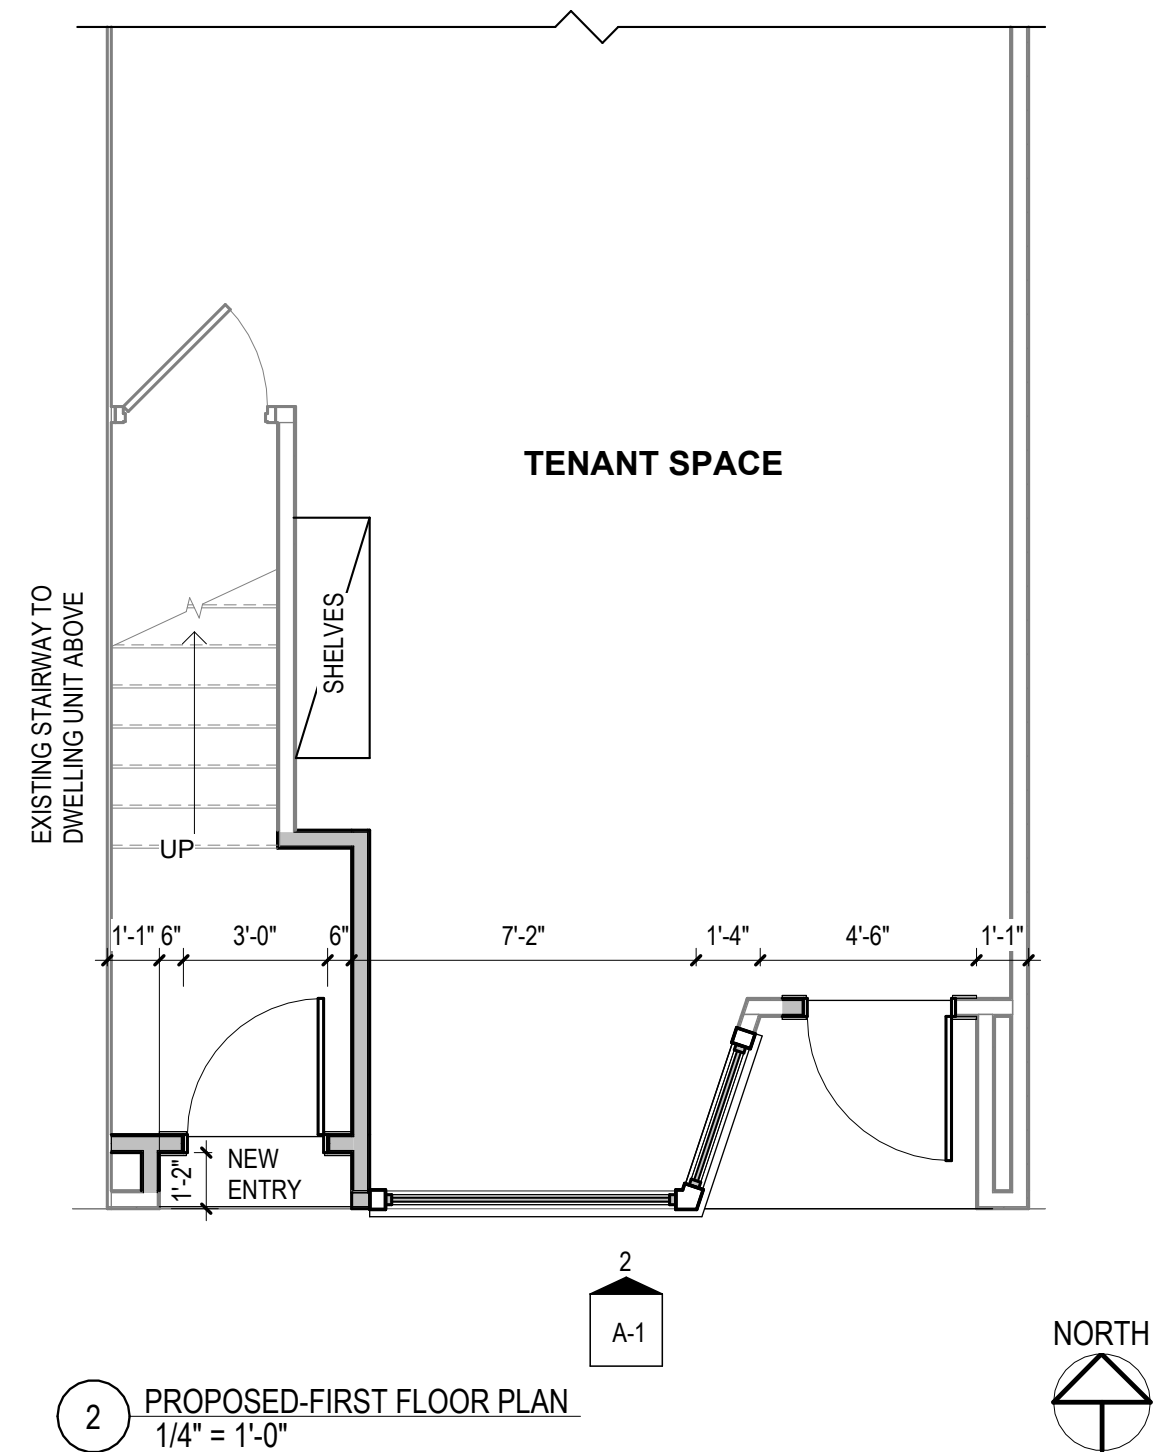 TENANT SPACE
SHELVES
EXISTING STAIRWAY TO
DWELLING UNIT ABOVE
UP
1'-1" 6" 3'-0" 6" 7'-2" 1'-4" 4'-6" 1'-1"
1'-2"
NEW
ENTRY
2
A-1
NORTH
2 PROPOSED-FIRST FLOOR PLAN
1/4" = 1'-0"